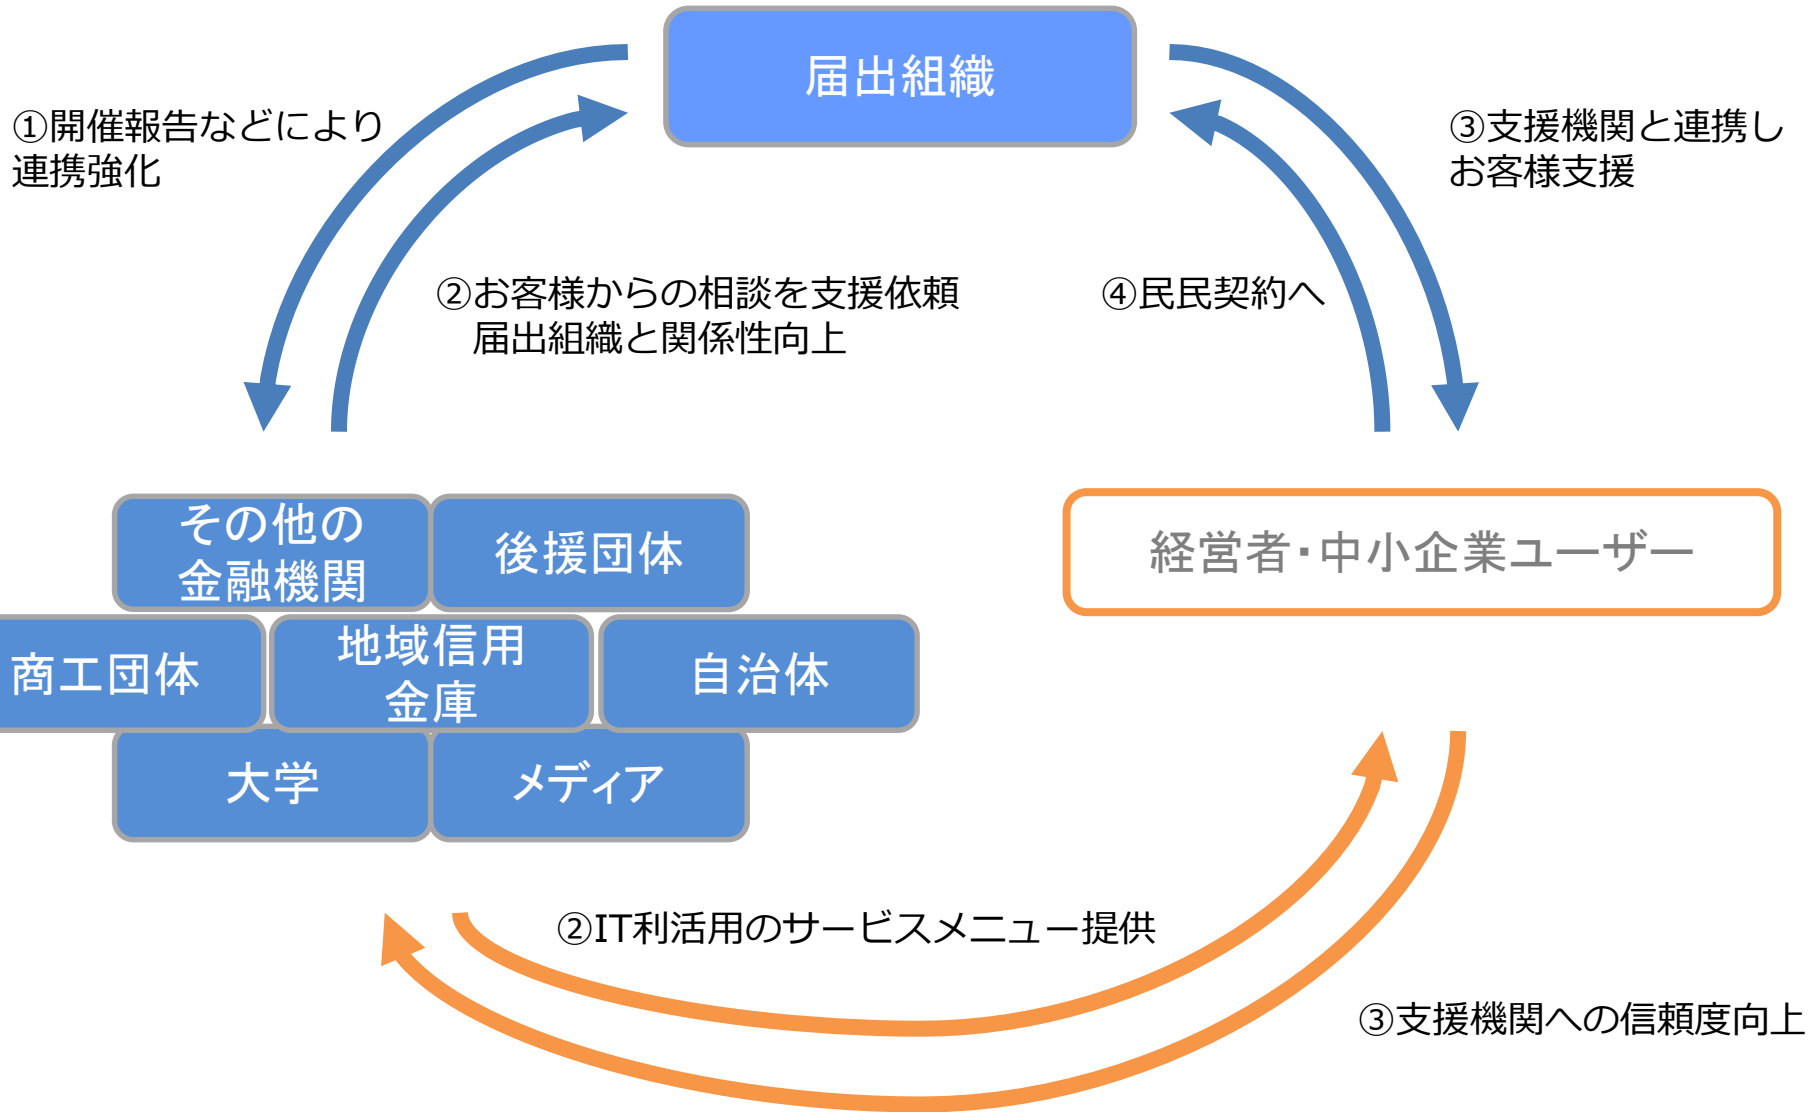 届出組織
①開催報告などにより
連携強化
③支援機関と連携し
お客様支援
②お客様からの相談を支援依頼
届出組織と関係性向上
④民民契約へ
その他の
金融機関
後援団体
経営者・中小企業ユーザー
商工団体
地域信用
金庫
自治体
大学
メディア
②IT利活用のサービスメニュー提供
③支援機関への信頼度向上